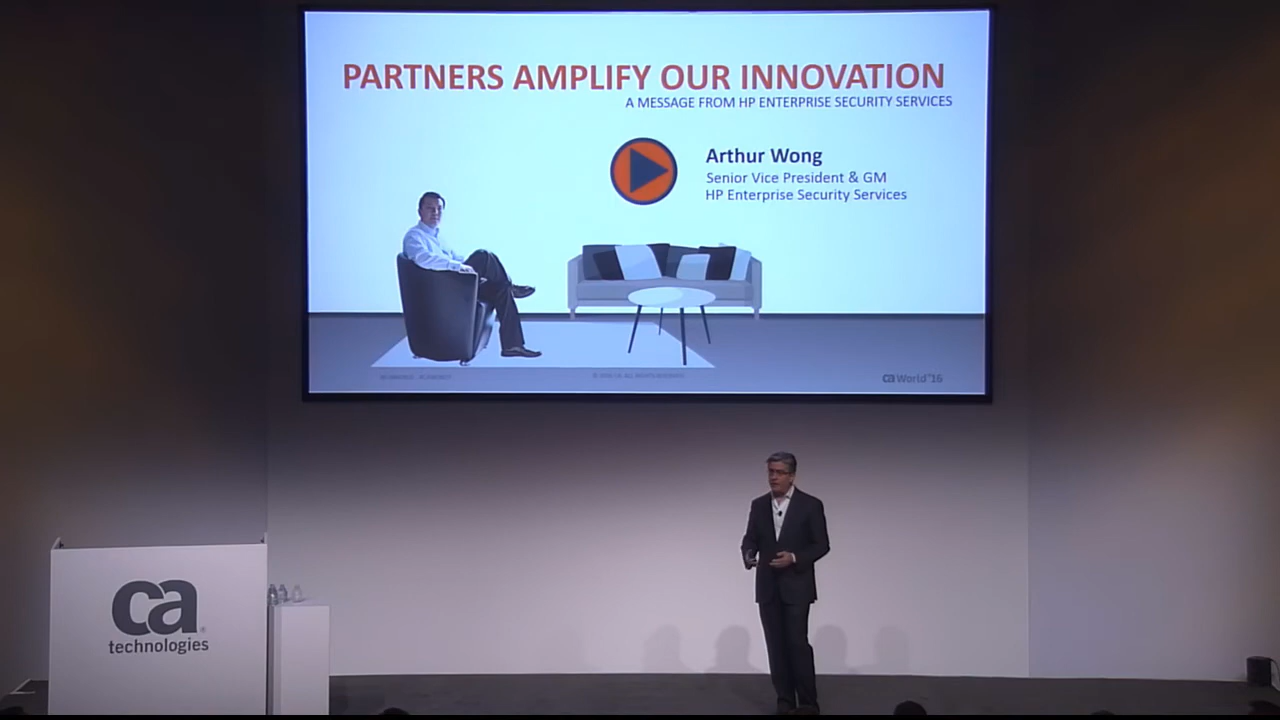 PARTNERS AMPLIFY OUR INNOVATION
A MESSAGE FROM HP ENTERPRISE SECURITY SERVICES
Arthur Wong
Senior Vice President & GM
HP Enterprise Security Services
ca World '16
ca
technologies